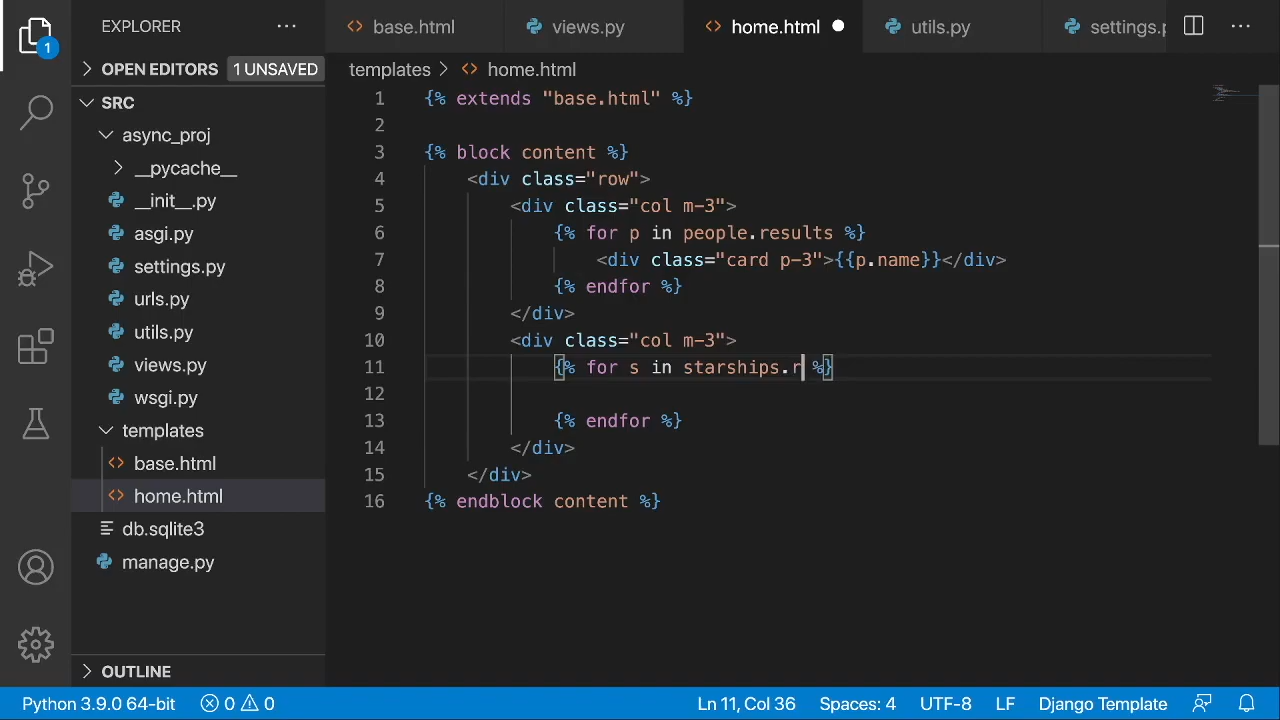 EXPLORER
1
OPEN EDITORS 1 UNSAVED
SRC
async_proj
__pycache__
__init__.py
asgi.py
settings.py
urls.py
utils.py
views.py
wsgi.py
templates
base.html
home.html
db.sqlite3
manage.py
OUTLINE
base.html views.py home.html utils.py settings.p
templates > home.html
1 {% extends "base.html" %}
2
3 {% block content %}
4 <div class="row">
5 <div class="col m-3">
6 {% for p in people.results %}
7 <div class="card p-3">{{p.name}}</div>
8 {% endfor %}
9 </div>
10 <div class="col m-3">
11 {% for s in starships.r %}
12
13 {% endfor %}
14 </div>
15 </div>
16 {% endblock content %}
Python 3.9.0 64-bit 0 0 Ln 11, Col 36 Spaces: 4 UTF-8 LF Django Template